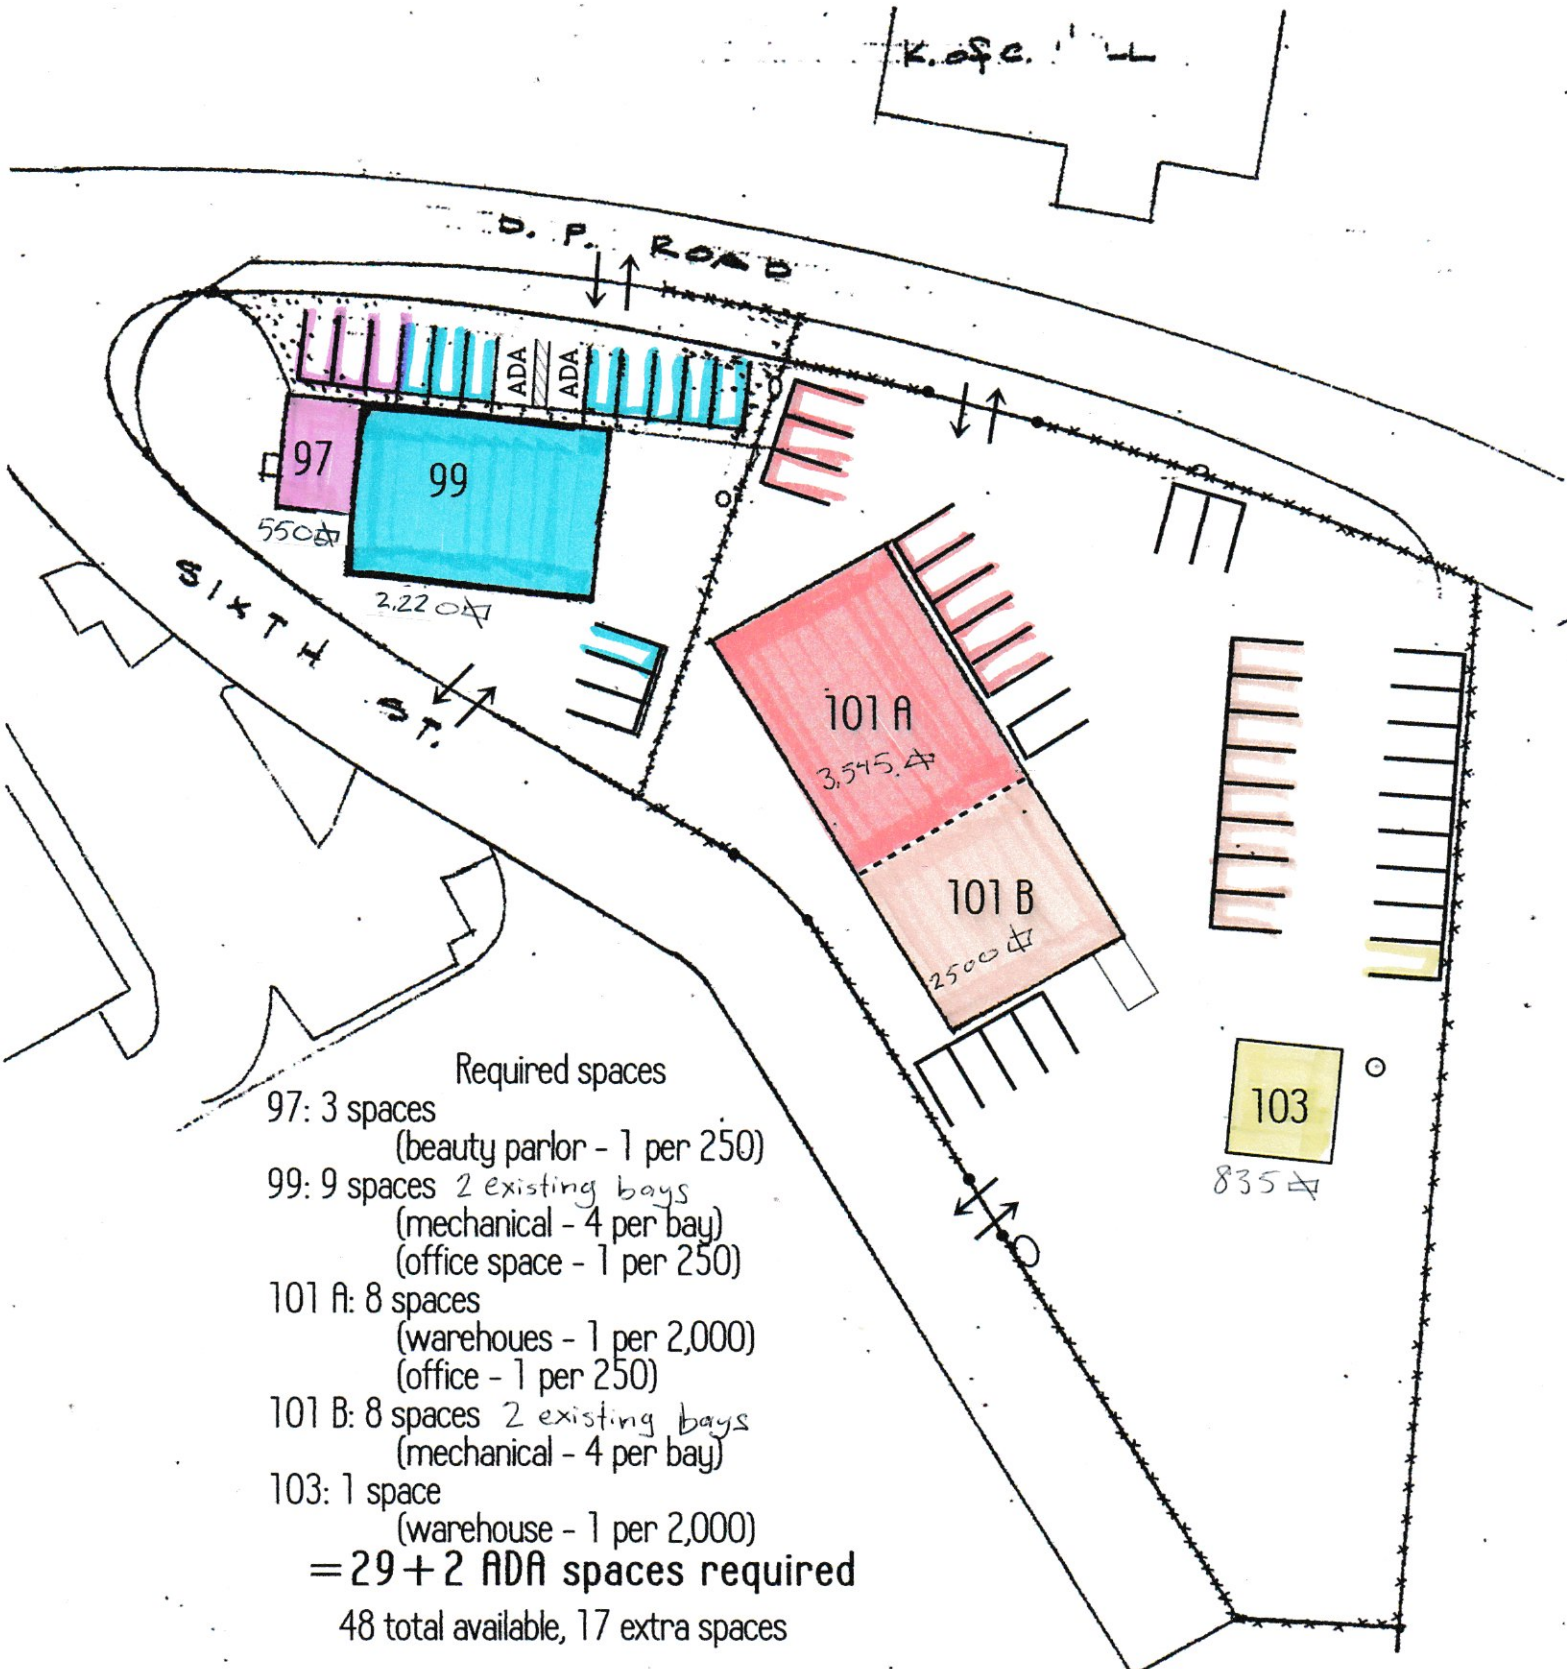 K. of C.
D. P. ROAD
ADA
ADA
97
99
550
2,220
SIXTH ST.
101 A
3,545.
101 B
2500
103
835
Required spaces
97: 3 spaces
(beauty parlor - 1 per 250)
99: 9 spaces 2 existing bays
(mechanical - 4 per bay)
(office space - 1 per 250)
101 A: 8 spaces
(warehoues - 1 per 2,000)
(office - 1 per 250)
101 B: 8 spaces 2 existing bays
(mechanical - 4 per bay)
103: 1 space
(warehouse - 1 per 2,000)
=29+2 ADA spaces required
48 total available, 17 extra spaces